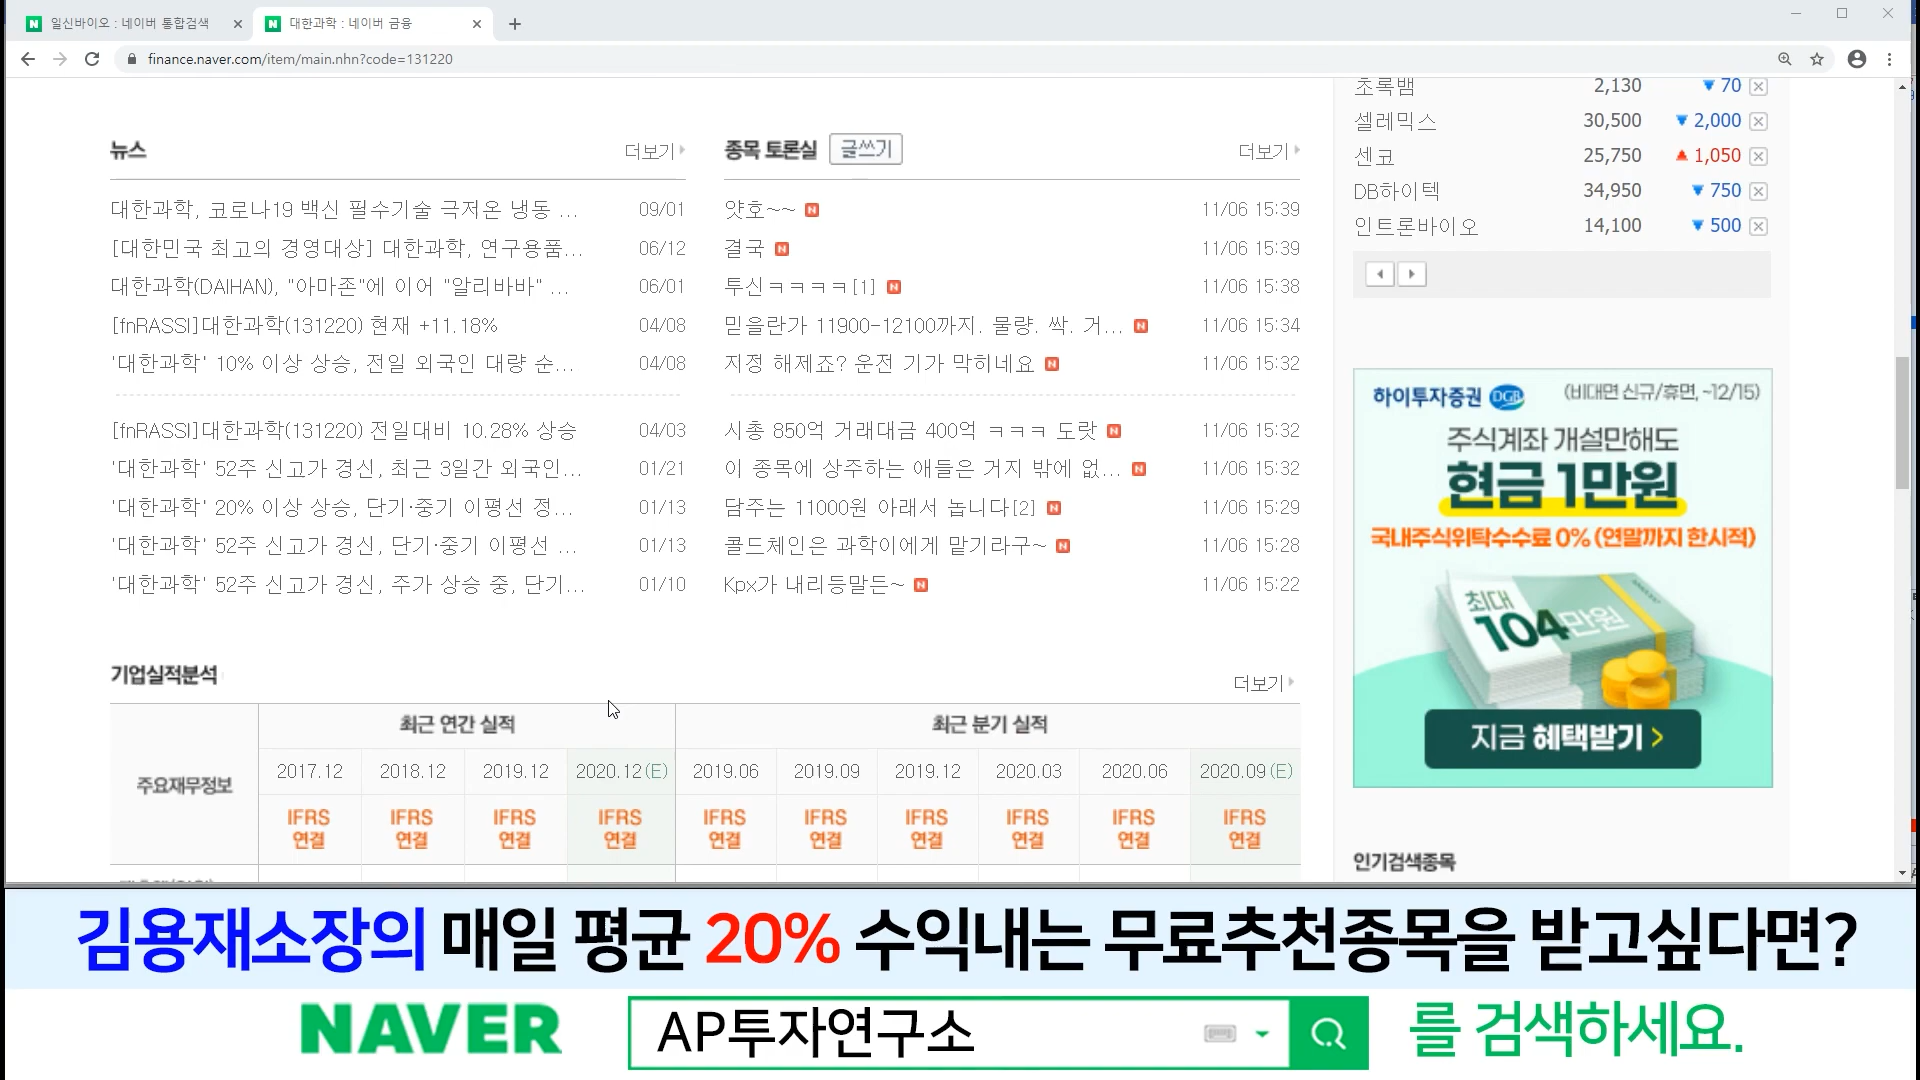 일신바이오 : 네이버 통합검색
대한과학 : 네이버 금융
finance.naver.com/item/main.nhn?code=131220
뉴스 더보기
대한과학, 코로나19 백신 필수기술 극저온 냉동 ... 09/01
[대한민국 최고의 경영대상] 대한과학, 연구용품... 06/12
대한과학(DAIHAN), "아마존"에 이어 "알리바바" ... 06/01
[fnRASSI]대한과학(131220) 현재 +11.18% 04/08
'대한과학' 10% 이상 상승, 전일 외국인 대량 순... 04/08
[fnRASSI]대한과학(131220) 전일대비 10.28% 상승 04/03
'대한과학' 52주 신고가 경신, 최근 3일간 외국인... 01/21
'대한과학' 20% 이상 상승, 단기·중기 이평선 정... 01/13
'대한과학' 52주 신고가 경신, 단기·중기 이평선 ... 01/13
'대한과학' 52주 신고가 경신, 주가 상승 중, 단기... 01/10
종목 토론실 글쓰기 더보기
얏호~~ N 11/06 15:39
결국 N 11/06 15:39
투신ㅋㅋㅋㅋ[1] N 11/06 15:38
믿을란가 11900-12100까지. 물량. 싹. 거... N 11/06 15:34
지정 해제죠? 운전 기가 막히네요 N 11/06 15:32
시총 850억 거래대금 400억 ㅋㅋㅋ 도랏 N 11/06 15:32
이 종목에 상주하는 애들은 거지 밖에 없... N 11/06 15:32
담주는 11000원 아래서 놉니다[2] N 11/06 15:29
콜드체인은 과학이에게 맡기라구~ N 11/06 15:28
Kpx가 내리등말든~ N 11/06 15:22
초록뱀 2,130 ▼ 70
셀레믹스 30,500 ▼ 2,000
센코 25,750 ▲ 1,050
DB하이텍 34,950 ▼ 750
인트론바이오 14,100 ▼ 500
하이투자증권 DGB (비대면 신규/휴면, ~12/15)
주식계좌 개설만해도
현금 1만원
국내주식위탁수수료 0% (연말까지 한시적)
최대
104만원
지금 혜택받기 >
인기검색종목
기업실적분석 더보기
주요재무정보 최근 연간 실적 최근 분기 실적
2017.12 2018.12 2019.12 2020.12(E) 2019.06 2019.09 2019.12 2020.03 2020.06 2020.09(E)
IFRS IFRS IFRS IFRS IFRS IFRS IFRS IFRS IFRS IFRS
연결 연결 연결 연결 연결 연결 연결 연결 연결 연결
김용재소장의 매일 평균 20% 수익내는 무료추천종목을 받고싶다면?
NAVER AP투자연구소 를 검색하세요.